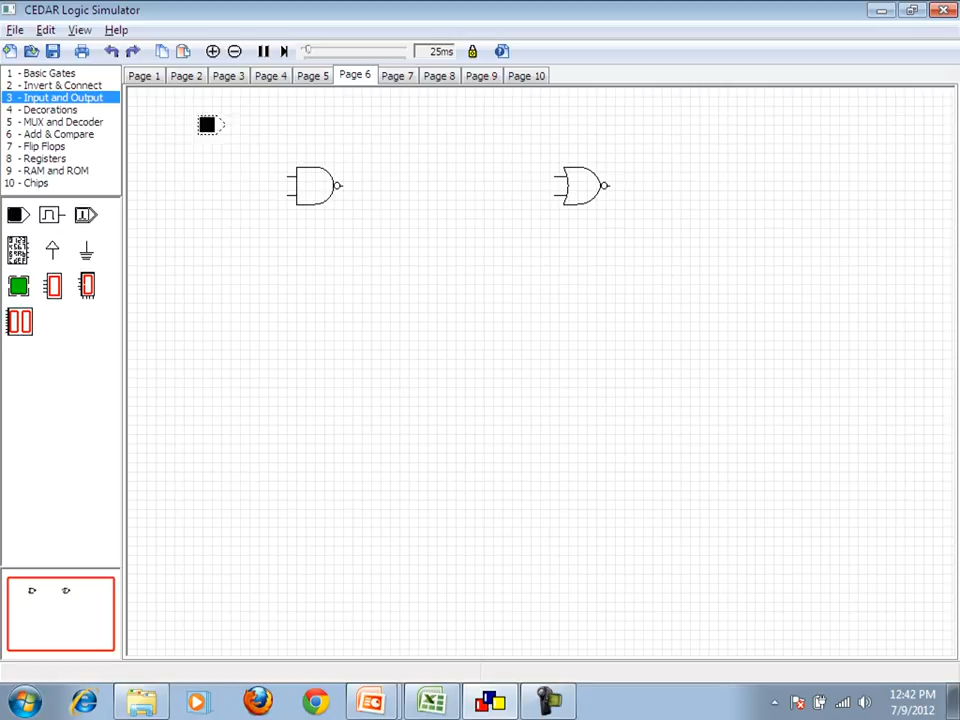 CEDAR Logic Simulator
File Edit View Help
25ms
1 - Basic Gates
2 - Invert & Connect
3 - Input and Output
4 - Decorations
5 - MUX and Decoder
6 - Add & Compare
7 - Flip Flops
8 - Registers
9 - RAM and ROM
10 - Chips
Page 1 Page 2 Page 3 Page 4 Page 5 Page 6 Page 7 Page 8 Page 9 Page 10
12:42 PM
7/9/2012